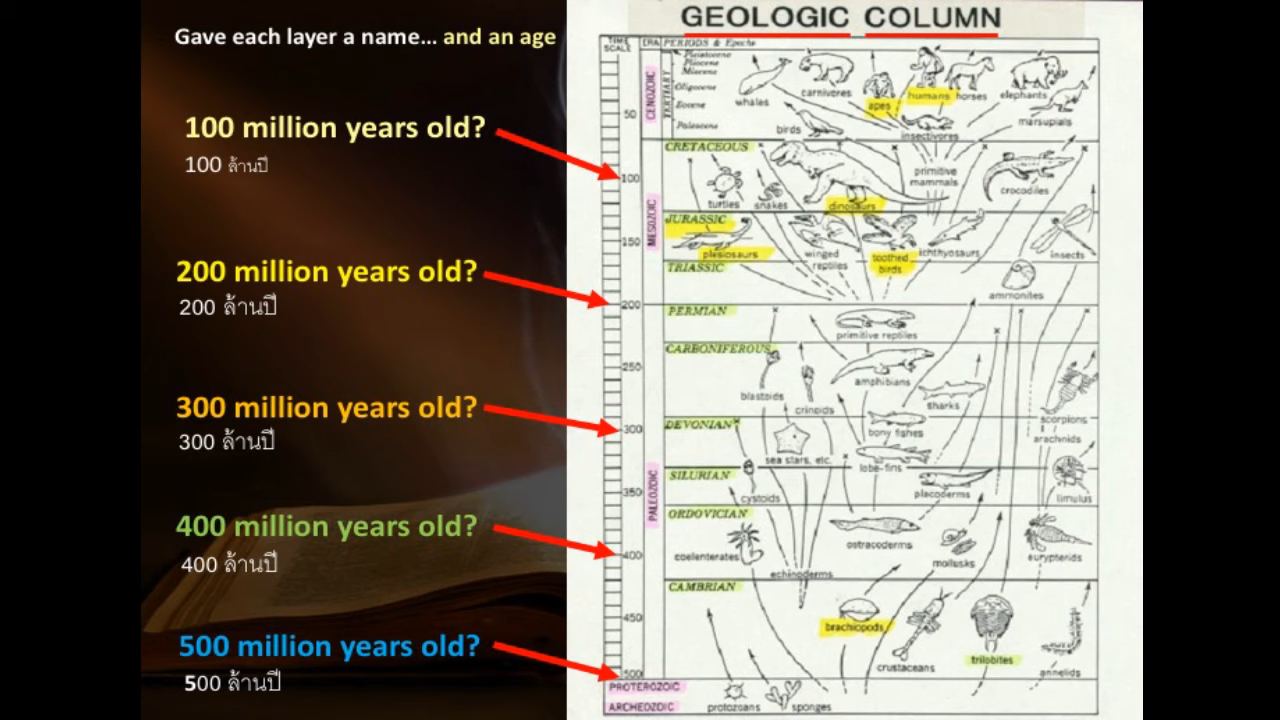 Gave each layer a name... and an age
100 million years old?
100 ล้านปี
200 million years old?
200 ล้านปี
300 million years old?
300 ล้านปี
400 million years old?
400 ล้านปี
500 million years old?
500 ล้านปี
GEOLOGIC COLUMN
TIME SCALE
ERA
PERIODS & Epochs
CENOZOIC
TERTIARY
Pleistocene
Pliocene
Miocene
Oligocene
Eocene
Paleocene
50
whales
carnivores
apes
humans
horses
elephants
marsupials
birds
insectivores
MESOZOIC
CRETACEOUS
100
turtles
snakes
dinosaurs
primitive mammals
crocodiles
JURASSIC
150
plesiosaurs
winged reptiles
toothed birds
ichthyosaurs
insects
TRIASSIC
ammonites
200
PALEOZOIC
PERMIAN
primitive reptiles
CARBONIFEROUS
250
blastoids
crinoids
amphibians
sharks
scorpions
arachnids
300
DEVONIAN
sea stars, etc.
bony fishes
lobe-fins
SILURIAN
350
cystoids
placoderms
limulus
ORDOVICIAN
400
coelenterates
echinoderms
ostracoderms
mollusks
eurypterids
CAMBRIAN
450
brachiopods
crustaceans
trilobites
annelids
500
PROTEROZOIC
ARCHEOZOIC
protozoans
sponges